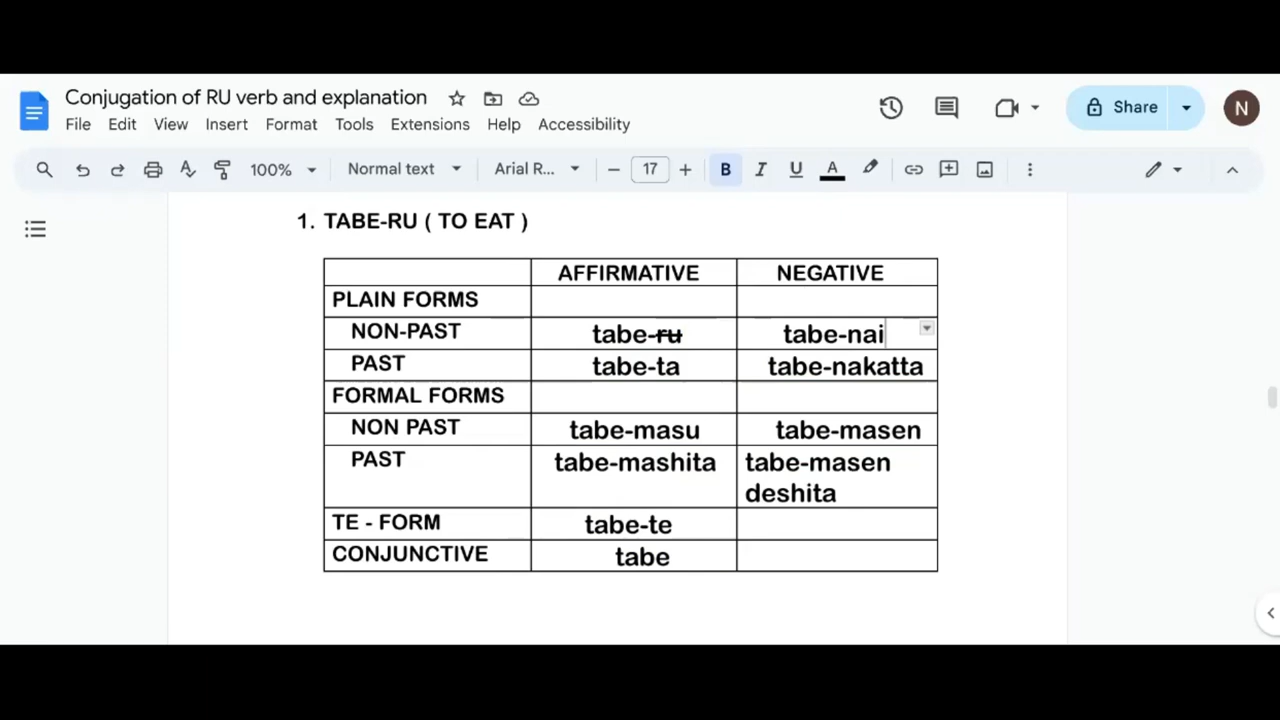 Conjugation of RU verb and explanation
File Edit View Insert Format Tools Extensions Help Accessibility
Share
N
100% Normal text Arial R... 17 B I U A
1. TABE-RU ( TO EAT )
AFFIRMATIVE NEGATIVE
PLAIN FORMS
NON-PAST tabe-ru tabe-nai
PAST tabe-ta tabe-nakatta
FORMAL FORMS
NON PAST tabe-masu tabe-masen
PAST tabe-mashita tabe-masen
deshita
TE - FORM tabe-te
CONJUNCTIVE tabe